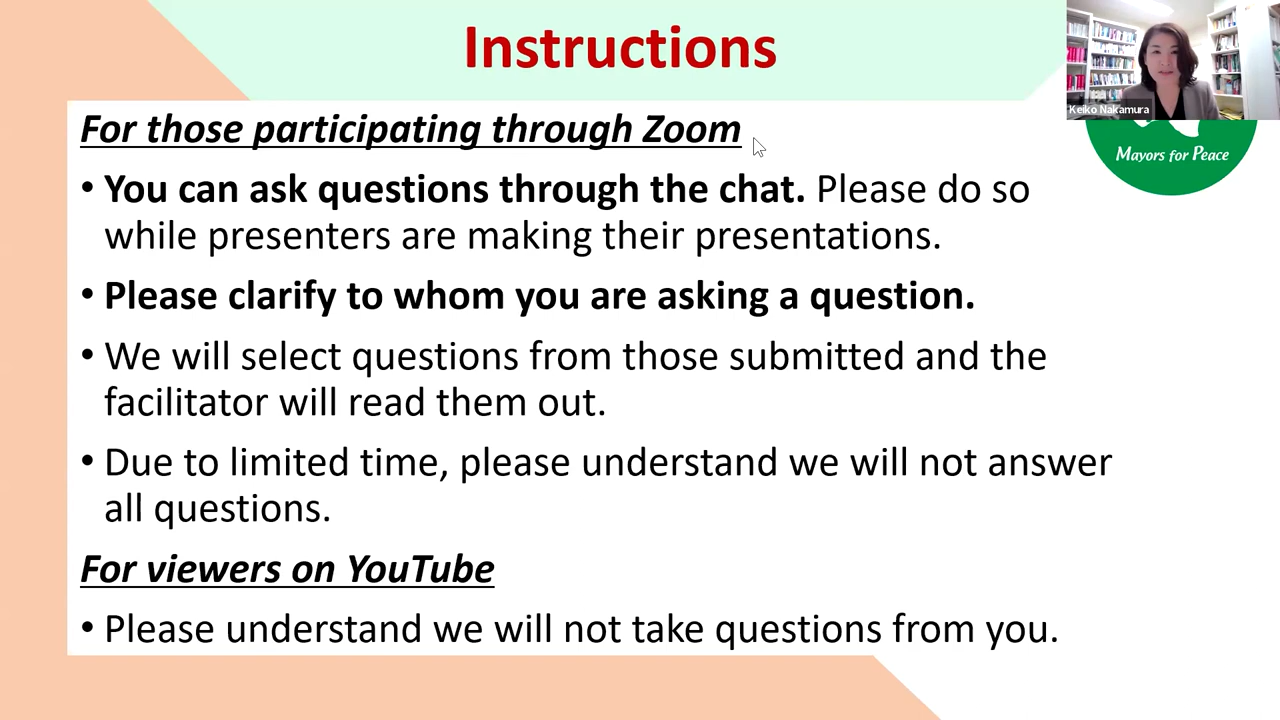 Instructions
Keiko Nakamura
Mayors for Peace
For those participating through Zoom
• You can ask questions through the chat. Please do so
while presenters are making their presentations.
• Please clarify to whom you are asking a question.
• We will select questions from those submitted and the
facilitator will read them out.
• Due to limited time, please understand we will not answer
all questions.
For viewers on YouTube
• Please understand we will not take questions from you.